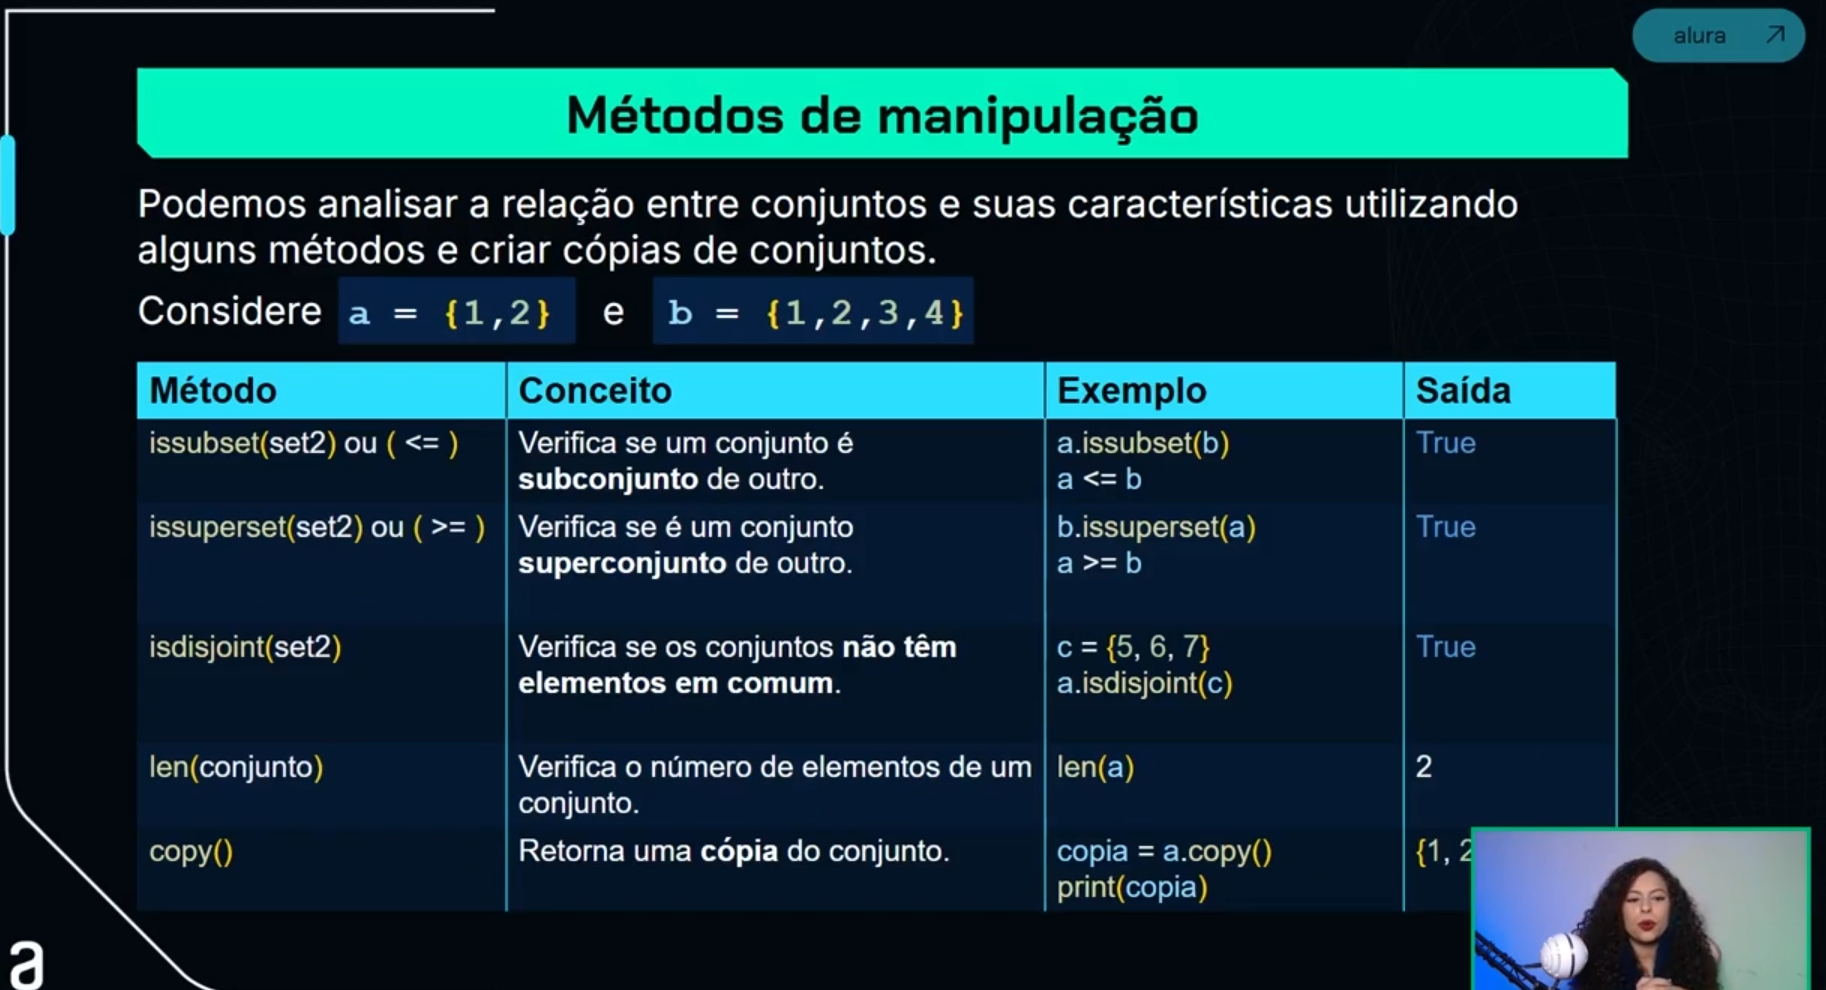 alura
Métodos de manipulação
Podemos analisar a relação entre conjuntos e suas características utilizando
alguns métodos e criar cópias de conjuntos.
Considere a = {1,2} e b = {1,2,3,4}
Método Conceito Exemplo Saída
issubset(set2) ou ( <= ) Verifica se um conjunto é a.issubset(b) True
subconjunto de outro. a <= b
issuperset(set2) ou ( >= ) Verifica se é um conjunto b.issuperset(a) True
superconjunto de outro. a >= b
isdisjoint(set2) Verifica se os conjuntos não têm c = {5, 6, 7} True
elementos em comum. a.isdisjoint(c)
len(conjunto) Verifica o número de elementos de um len(a) 2
conjunto.
copy() Retorna uma cópia do conjunto. copia = a.copy() {1, 2
print(copia)
a